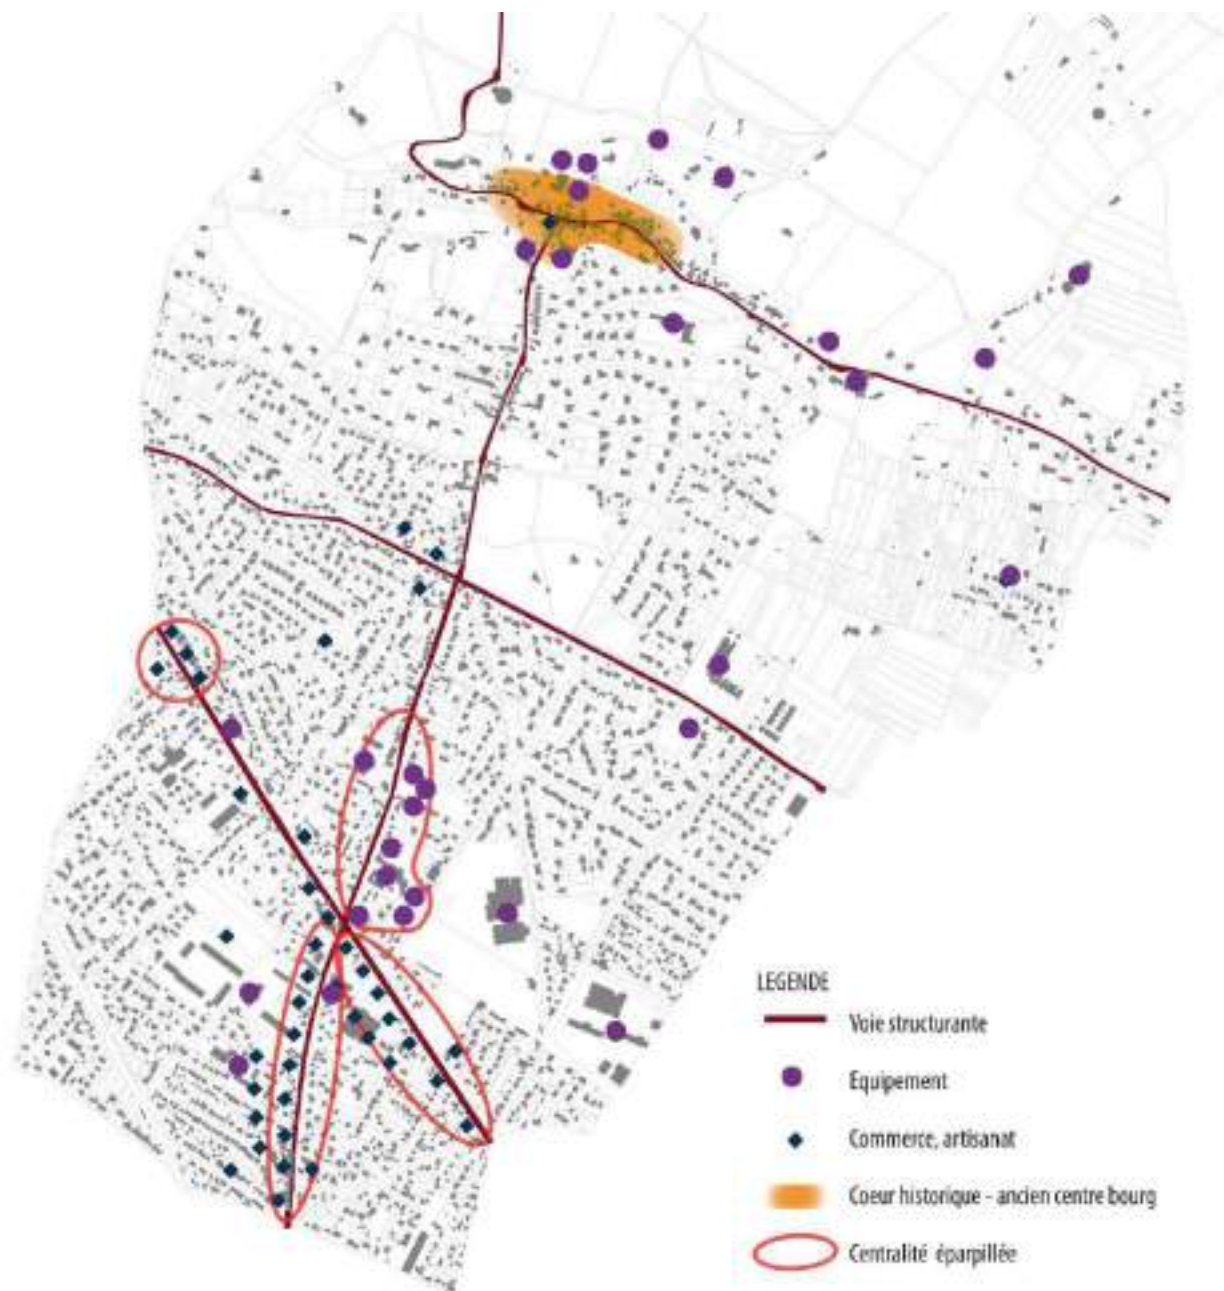 LEGENDE
Voie structurante
Equipement
Commerce, artisanat
Coeur historique - ancien centre bourg
Centralité éparpillée